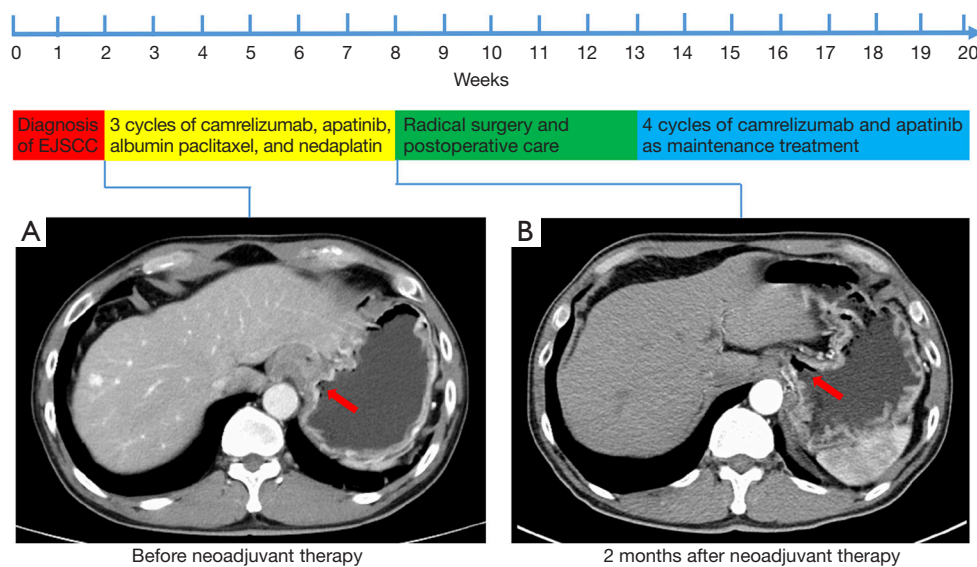 0 1 2 3 4 5 6 7 8 9 10 11 12 13 14 15 16 17 18 19 20
Weeks
Diagnosis
of EJSCC
3 cycles of camrelizumab, apatinib,
albumin paclitaxel, and nedaplatin
Radical surgery and
postoperative care
4 cycles of camrelizumab and apatinib
as maintenance treatment
A
B
Before neoadjuvant therapy
2 months after neoadjuvant therapy